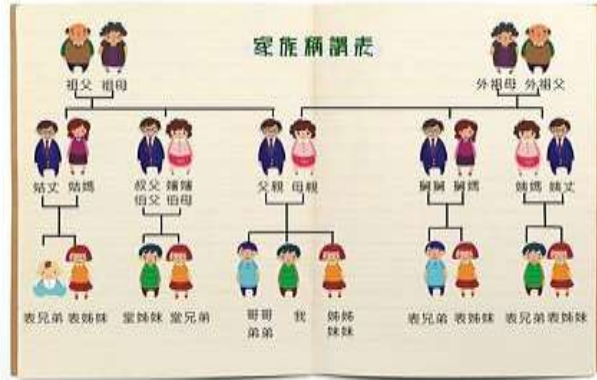 家族稱謂表
祖父 祖母
外祖母 外祖父
姑丈 姑媽
叔父 嬸嬸
伯父 伯母
父親 母親
舅舅 舅媽
姨媽 姨丈
表兄弟 表姊妹
堂姊妹 堂兄弟
哥哥 我 姊姊
弟弟 妹妹
表兄弟 表姊妹
表兄弟 表姊妹